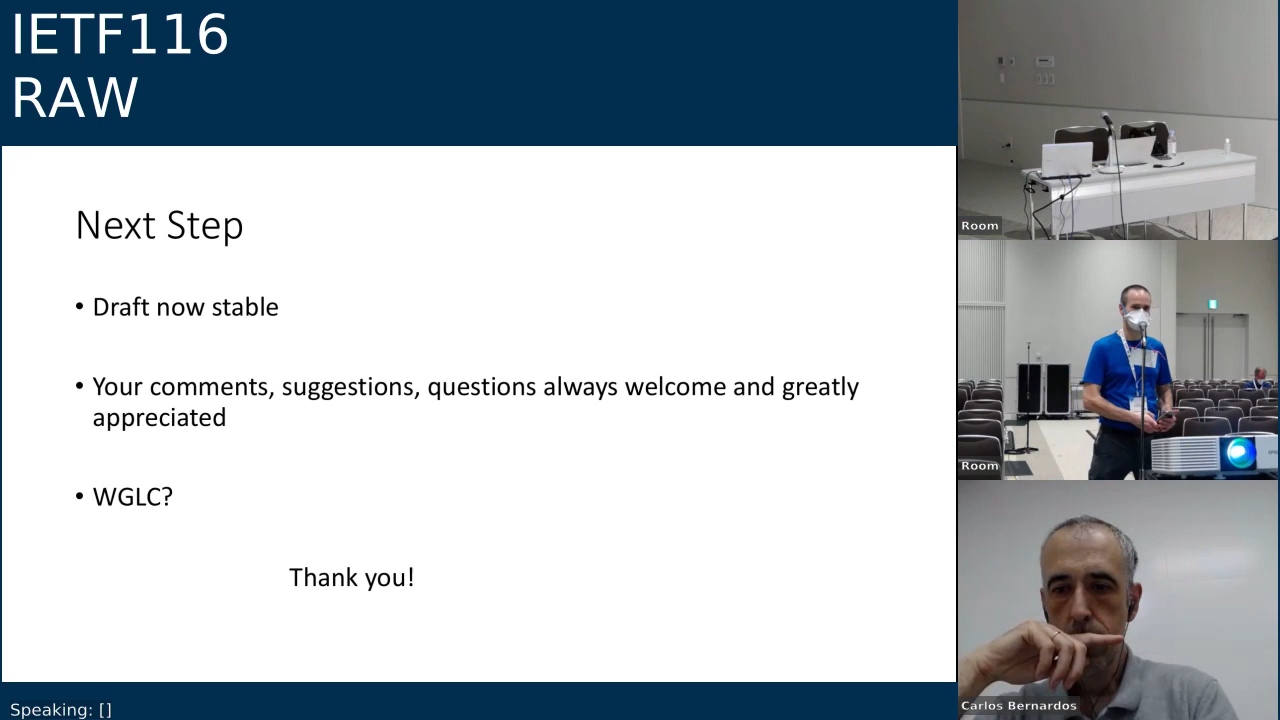 IETF116
RAW
Next Step
• Draft now stable
• Your comments, suggestions, questions always welcome and greatly
appreciated
• WGLC?
Thank you!
Speaking: []
Room
Room
Carlos Bernardos